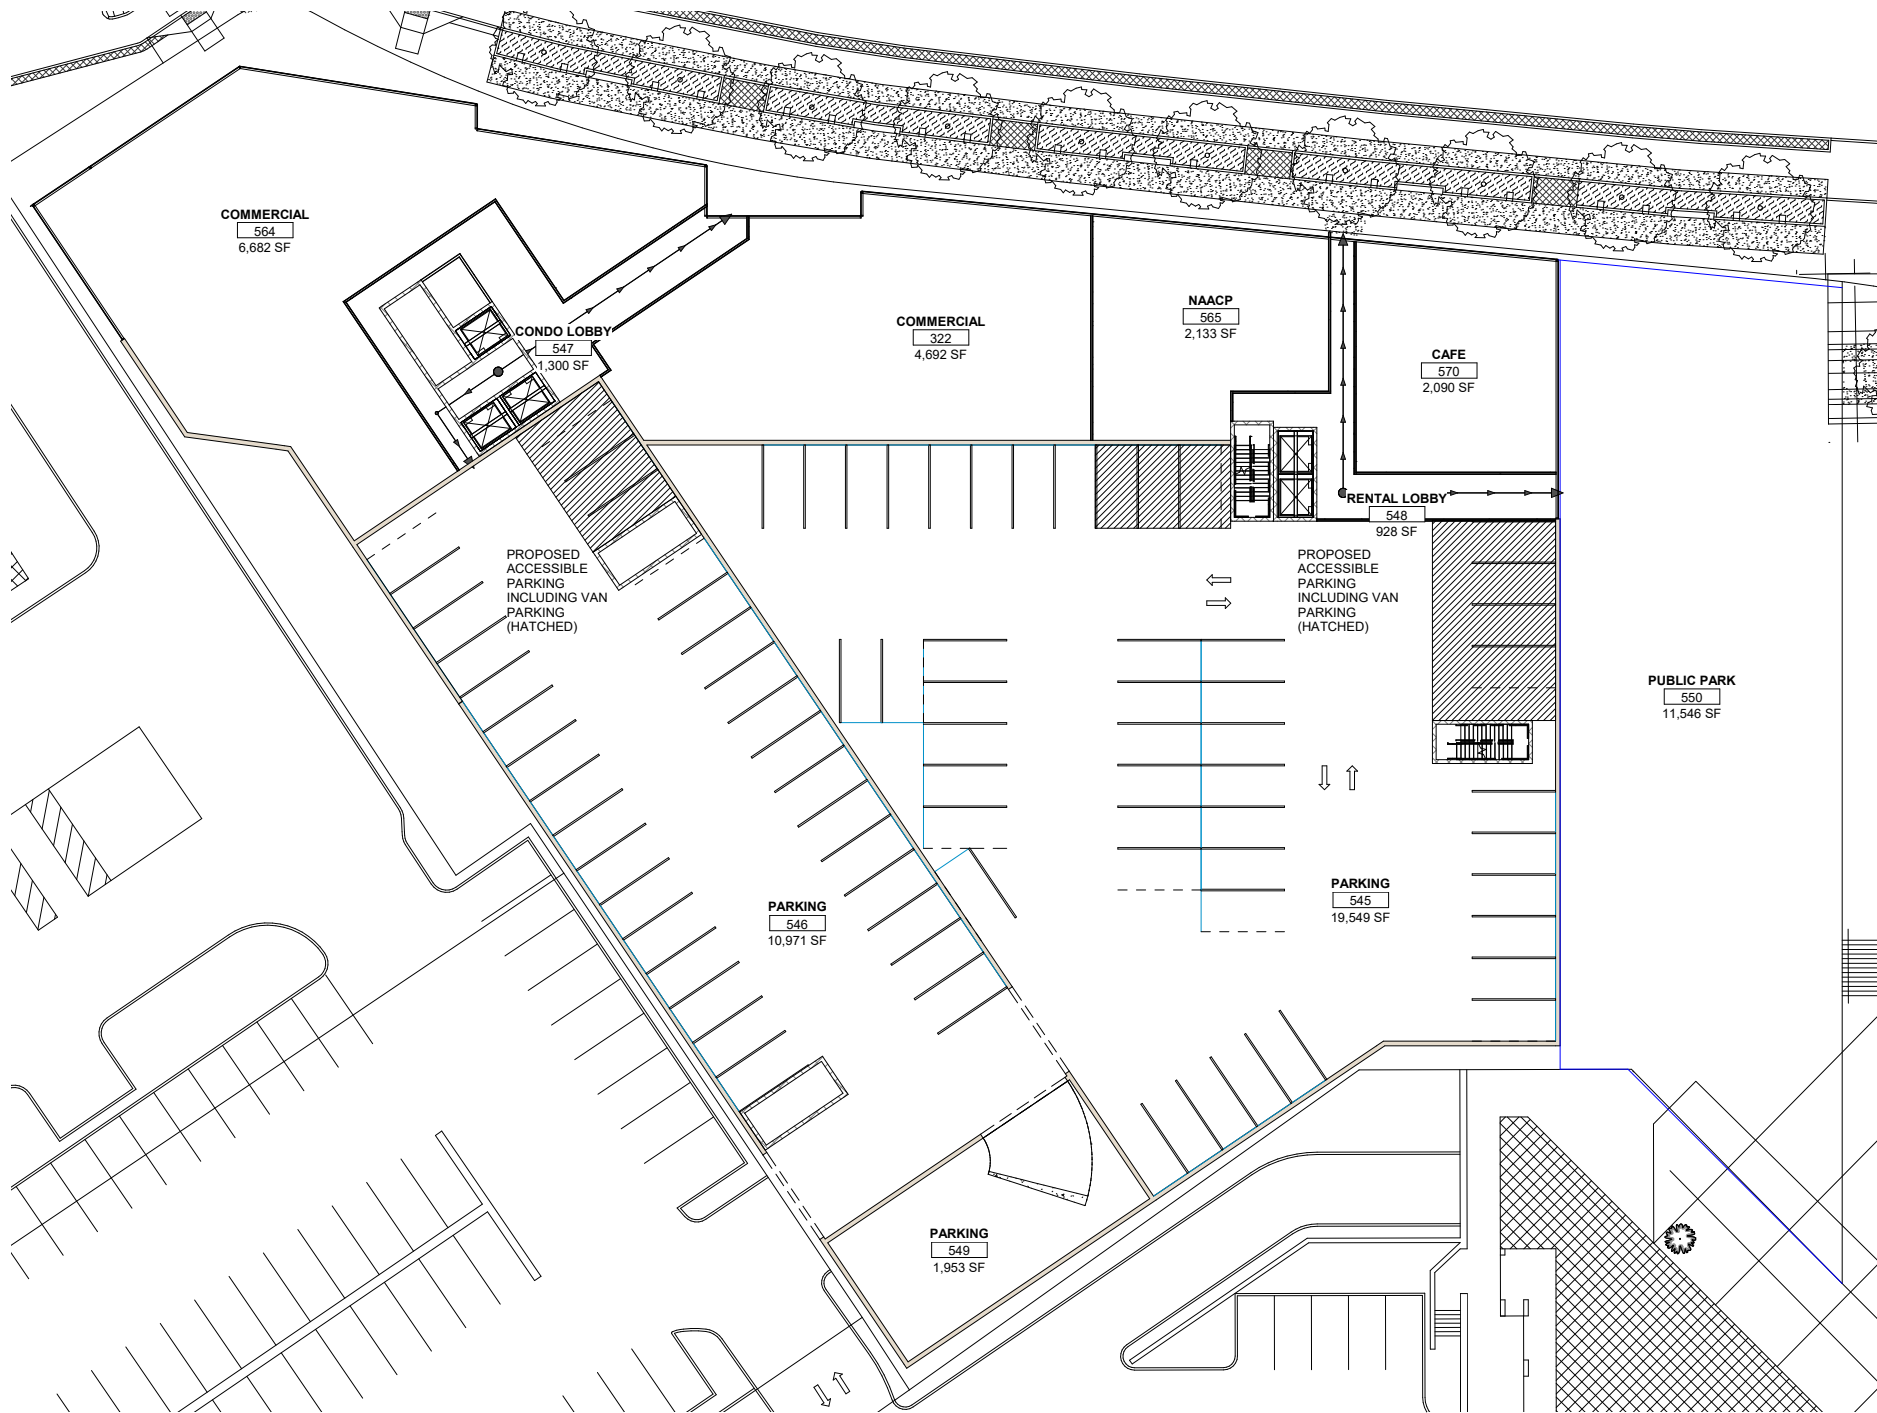 COMMERCIAL
564
6,682 SF
CONDO LOBBY
547
1,300 SF
COMMERCIAL
322
4,692 SF
NAACP
565
2,133 SF
CAFE
570
2,090 SF
RENTAL LOBBY
548
928 SF
PROPOSED
ACCESSIBLE
PARKING
INCLUDING VAN
PARKING
(HATCHED)
PROPOSED
ACCESSIBLE
PARKING
INCLUDING VAN
PARKING
(HATCHED)
PUBLIC PARK
550
11,546 SF
PARKING
546
10,971 SF
PARKING
545
19,549 SF
PARKING
549
1,953 SF